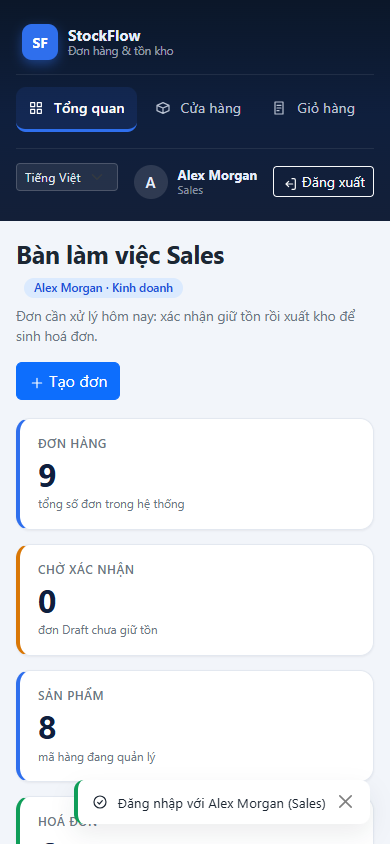 SF
StockFlow
Đơn hàng & tồn kho
Tổng quan
Cửa hàng
Giỏ hàng
Tiếng Việt
A
Alex Morgan
Sales
Đăng xuất
Bàn làm việc Sales
Alex Morgan · Kinh doanh
Đơn cần xử lý hôm nay: xác nhận giữ tồn rồi xuất kho để
sinh hoá đơn.
+ Tạo đơn
ĐƠN HÀNG
9
tổng số đơn trong hệ thống
CHỜ XÁC NHẬN
0
đơn Draft chưa giữ tồn
SẢN PHẨM
8
mã hàng đang quản lý
HOÁ ĐƠN
Đăng nhập với Alex Morgan (Sales)